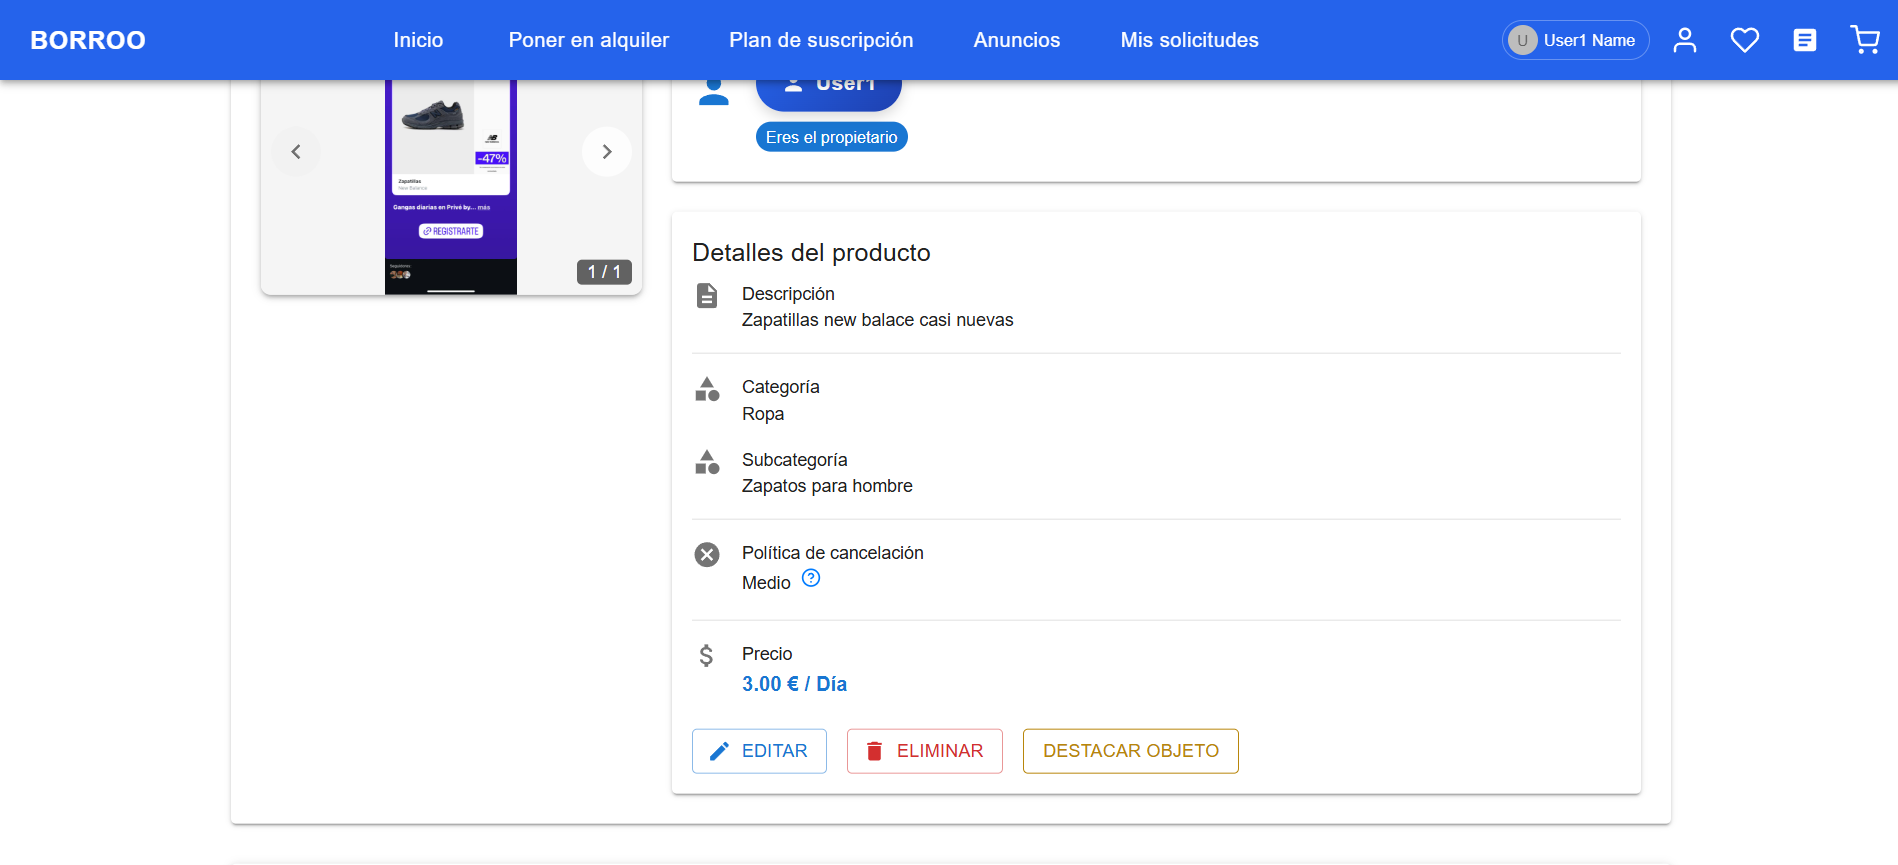 BORROO
Inicio
Poner en alquiler
Plan de suscripción
Anuncios
Mis solicitudes
U
User1 Name
User1
Eres el propietario
-47%
Zapatillas
New Balance
Gangas diarias en Privé by... más
REGISTRARTE
Seguidores
1 / 1
Detalles del producto
Descripción
Zapatillas new balace casi nuevas
Categoría
Ropa
Subcategoría
Zapatos para hombre
Política de cancelación
Medio
Precio
3.00 € / Día
EDITAR
ELIMINAR
DESTACAR OBJETO